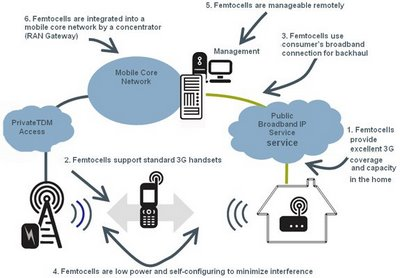 5. Femtocells are manageable remotely
6. Femtocells are integrated into a
mobile core network by a concentrator
(RAN Gateway)
3. Femtocells use
consumer's broadband
connection for backhaul
Management
Mobile Core
Network
PrivateTDM
Access
Public
Broadband IP
Service
service
1. Femtocells
provide
excellent 3G
coverage
and capacity
in the home
2. Femtocells support standard 3G handsets
4. Femtocells are low power and self-configuring to minimize interference